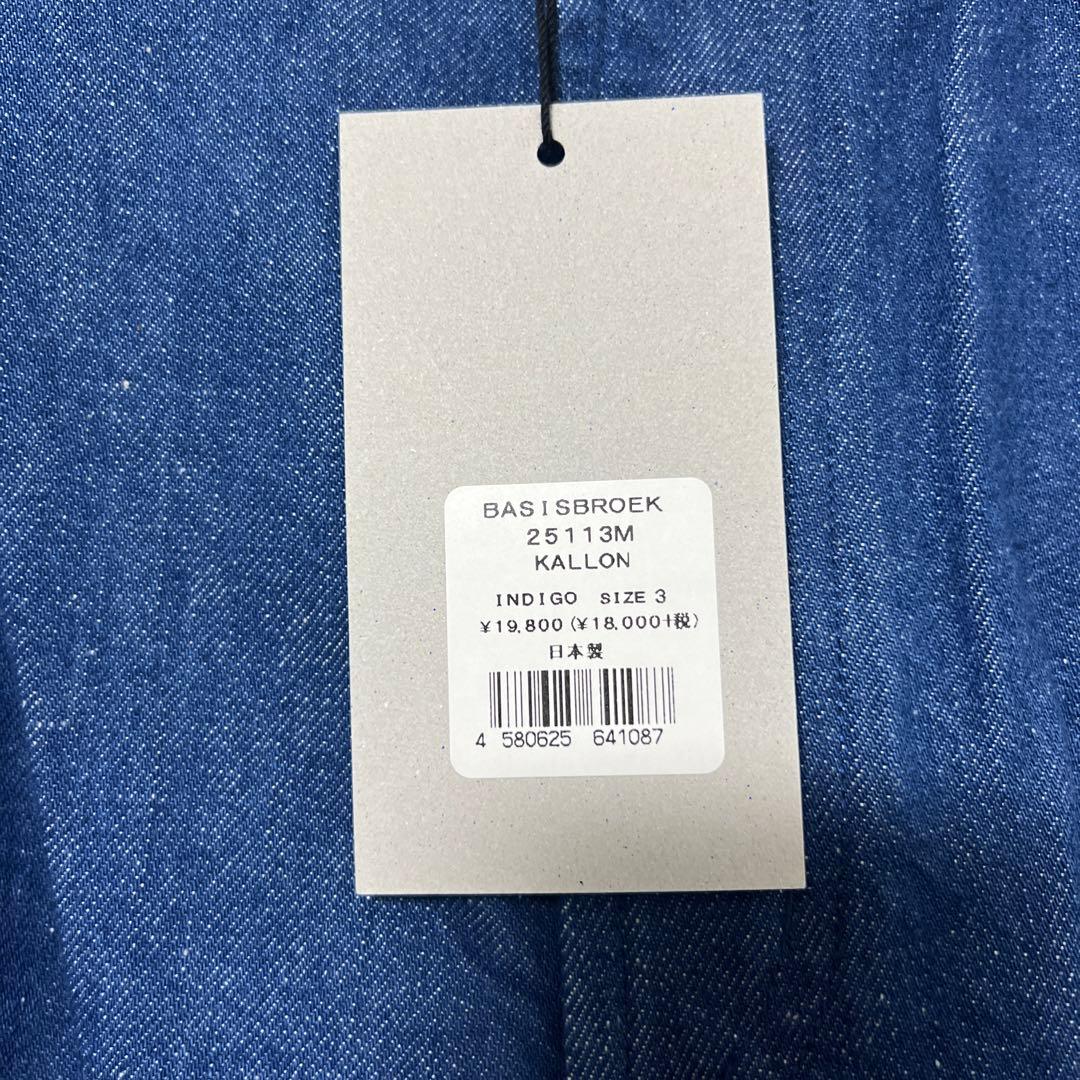 BASISBROEK
25113M
KALLON
INDIGO SIZE 3
¥19,800(¥18,000+税)
日本製
4 580625 641087